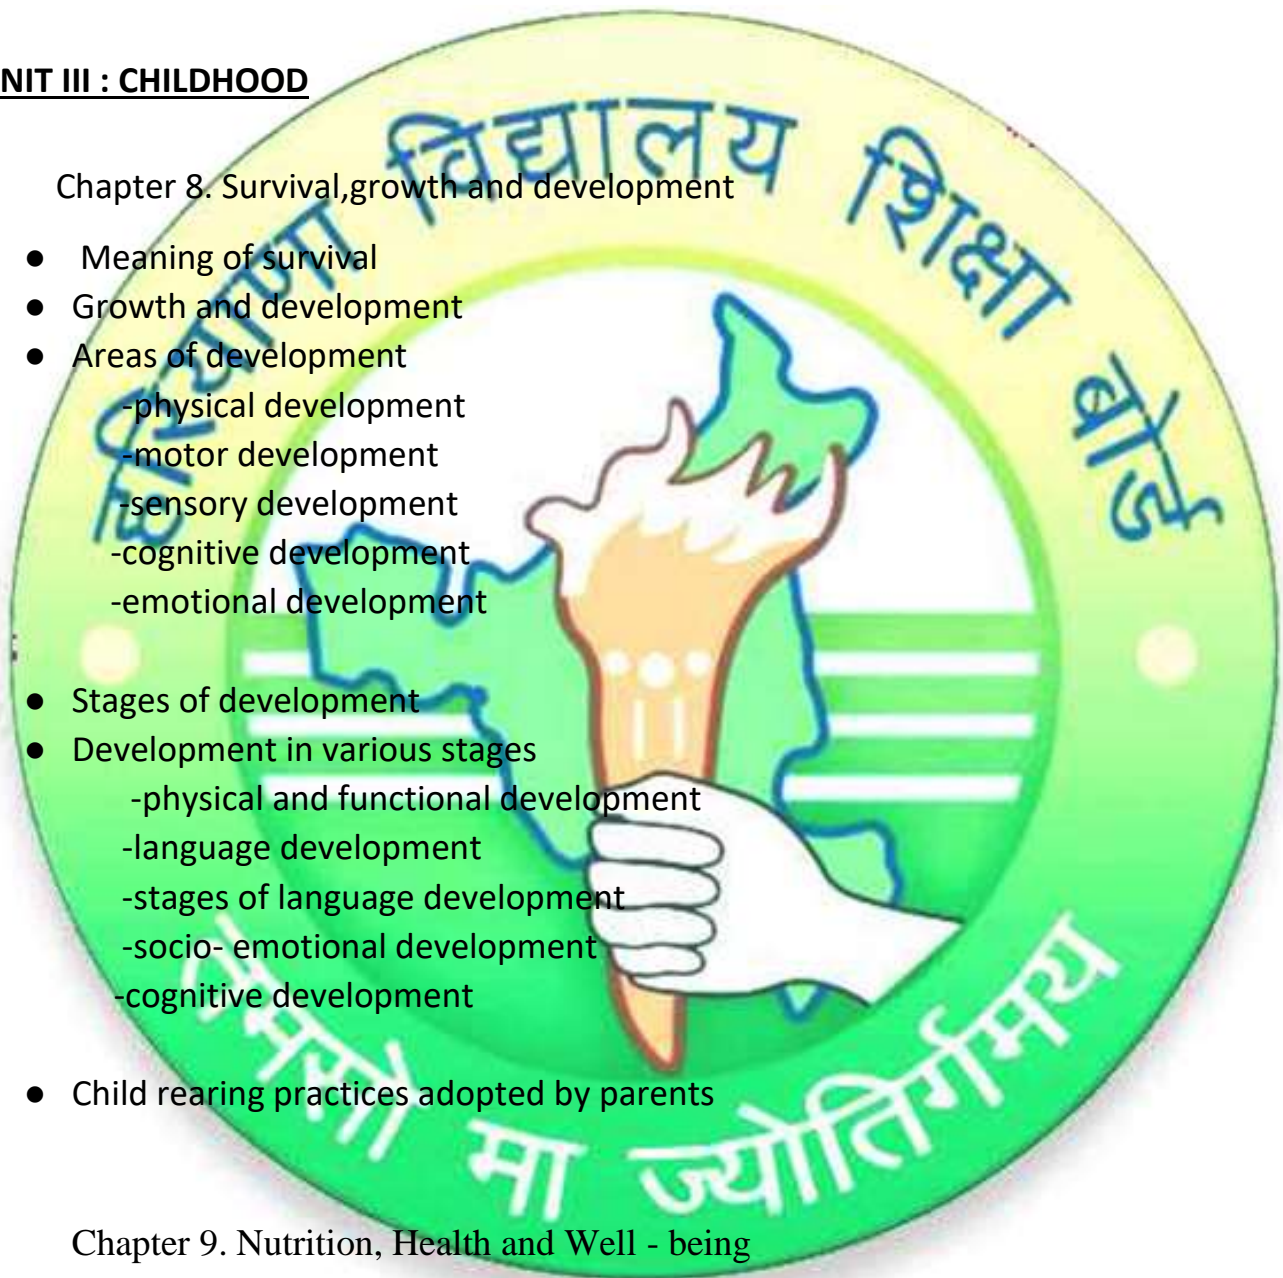 NIT III : CHILDHOOD
हरियाणा विद्यालय शिक्षा बोर्ड
Chapter 8. Survival,growth and development
● Meaning of survival
● Growth and development
● Areas of development
-physical development
-motor development
-sensory development
-cognitive development
-emotional development
● Stages of development
● Development in various stages
-physical and functional development
-language development
-stages of language development
-socio- emotional development
-cognitive development
● Child rearing practices adopted by parents
तमसो मा ज्योतिर्गमय
Chapter 9. Nutrition, Health and Well - being